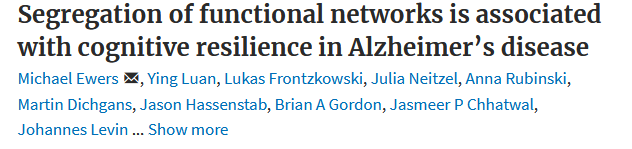 Segregation of functional networks is associated
with cognitive resilience in Alzheimer’s disease
Michael Ewers ✉, Ying Luan, Lukas Frontzkowski, Julia Neitzel, Anna Rubinski,
Martin Dichgans, Jason Hassenstab, Brian A Gordon, Jasmeer P Chhatwal,
Johannes Levin ... Show more